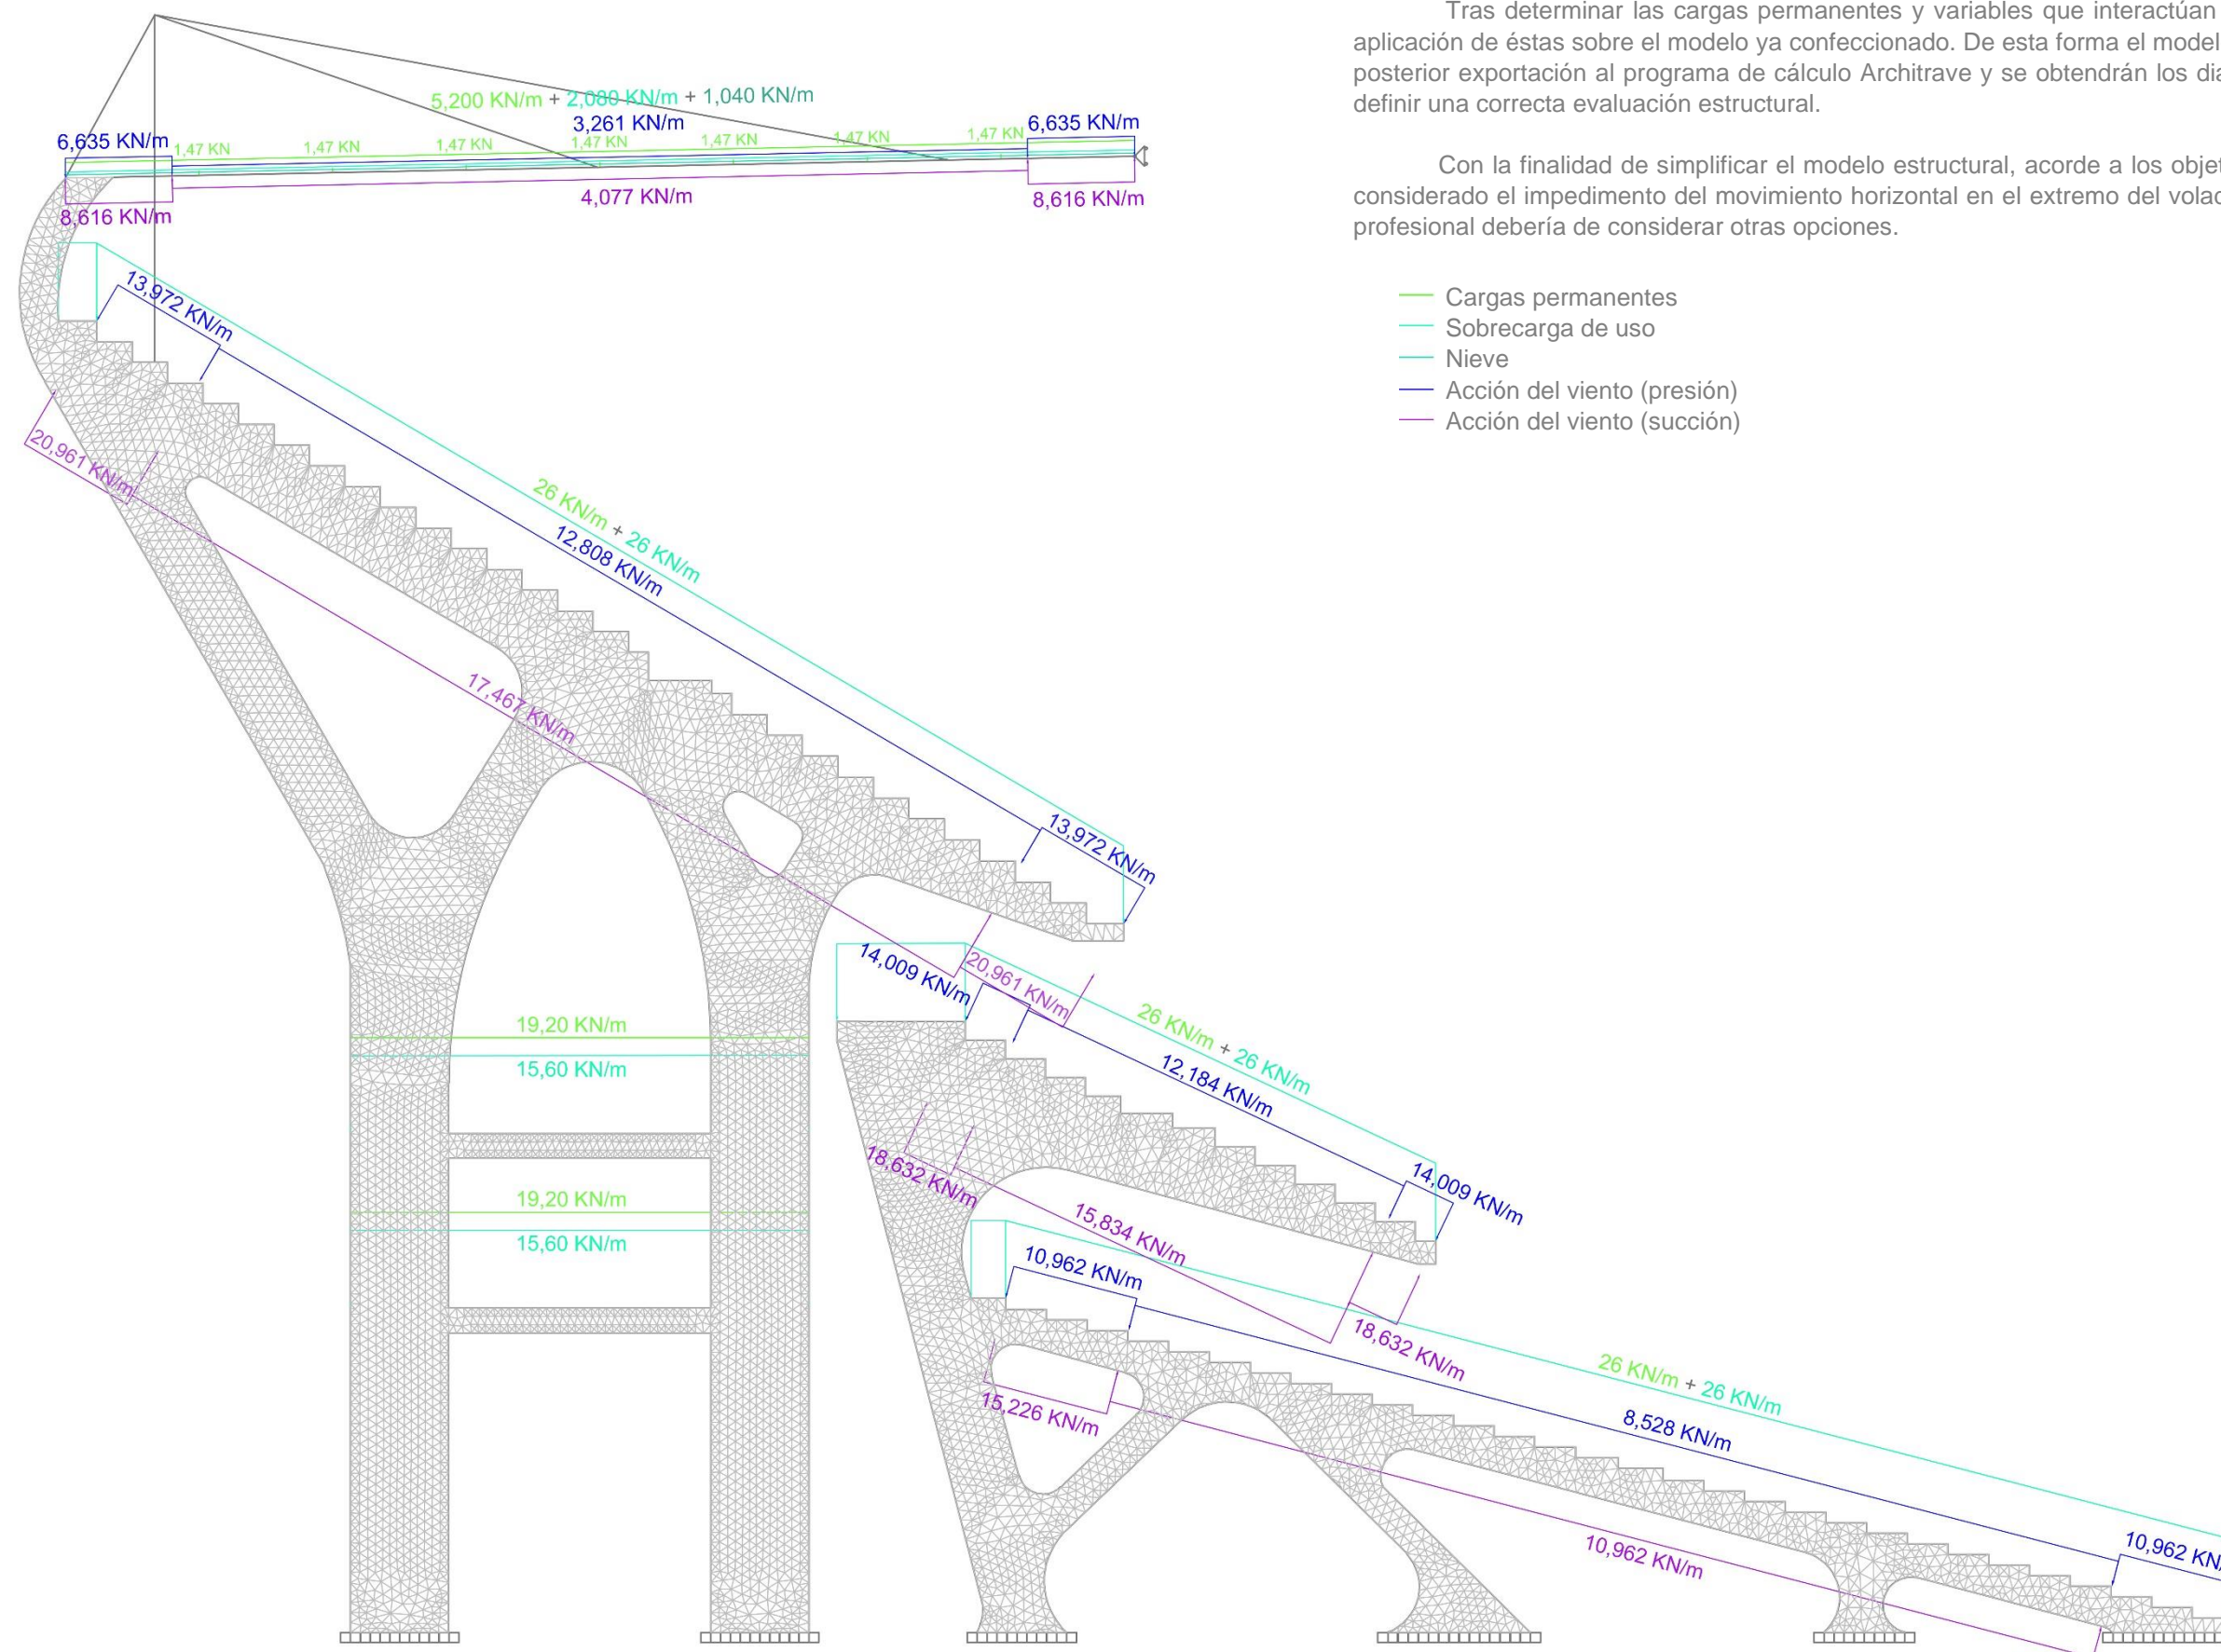 Tras determinar las cargas permanentes y variables que interactúan
aplicación de éstas sobre el modelo ya confeccionado. De esta forma el model
posterior exportación al programa de cálculo Architrave y se obtendrán los dia
definir una correcta evaluación estructural.
Con la finalidad de simplificar el modelo estructural, acorde a los objet
considerado el impedimento del movimiento horizontal en el extremo del volad
profesional debería de considerar otras opciones.
Cargas permanentes
Sobrecarga de uso
Nieve
Acción del viento (presión)
Acción del viento (succión)
5,200 KN/m + 2,080 KN/m + 1,040 KN/m
3,261 KN/m
6,635 KN/m
6,635 KN/m
1,47 KN
1,47 KN
1,47 KN
1,47 KN
1,47 KN
1,47 KN
1,47 KN
8,616 KN/m
4,077 KN/m
8,616 KN/m
13,972 KN/m
20,961 KN/m
26 KN/m + 26 KN/m
12,808 KN/m
17,467 KN/m
13,972 KN/m
20,961 KN/m
14,009 KN/m
26 KN/m + 26 KN/m
12,184 KN/m
14,009 KN/m
19,20 KN/m
15,60 KN/m
19,20 KN/m
15,60 KN/m
18,632 KN/m
15,834 KN/m
18,632 KN/m
10,962 KN/m
15,226 KN/m
26 KN/m + 26 KN/m
8,528 KN/m
10,962 KN/m
10,962 KN/